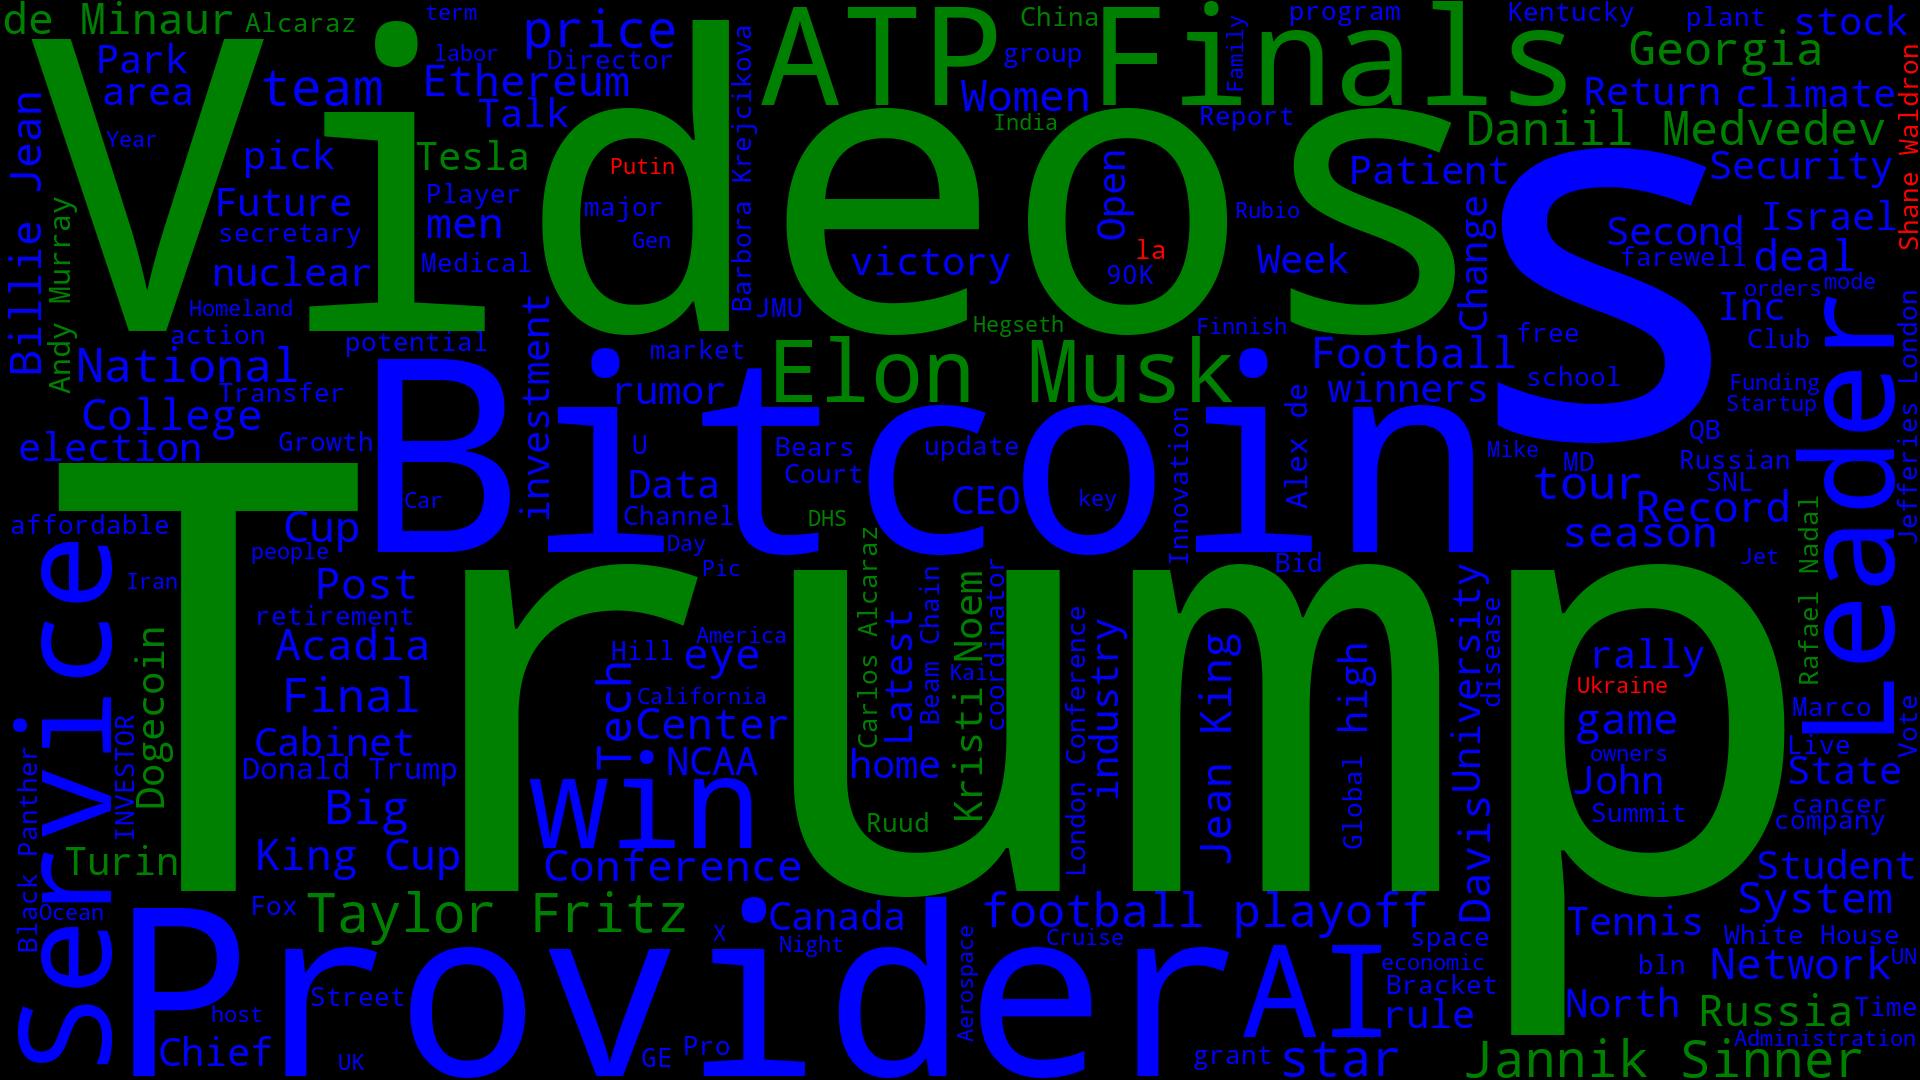 de Minaur
Alcaraz
term
price
ATP Finals
China
program
Kentucky
plant
stock
Park
area
team
labor
Director
Ethereum
Talk
Barbora Krejcikova
group
Women
India
Family
Report
Georgia
Return
climate
Shane Waldron
Videos
s
Daniil Medvedev
Billie Jean
Year
pick
Tesla
Putin
Open
Patient
Security
Andy Murray
Future
secretary
Player
men
major
Gen
Rubio
Change
Second
Israel
nuclear
Medical
victory
la
90K
Week
farewell
deal
Homeland
action
potential
investment
JMU
Hegseth
Finnish
free
Inc
orders
mode
Club
Jefferies London
National
Transfer
market
rumor
Elon Musk
Football
winners
school
Funding
Startup
Leader
College
election
Growth
Bitcoin
U
Data
Channel
Bears
Court
update
CEO
key
Innovation
Alex de
Mike
MD
QB
Russian
SNL
tour
Record
season
Car
affordable
Cup
DHS
Day
Pic
Bid
Jet
Rafael Nadal
Service
Iran
people
Post
retirement
Trump
Acadia
Hill
America
eye
Tech
California
Center
Carlos Alcaraz
Latest
Beam Chain
Kristi Noem
Kai
coordinator
London Conference
industry
Jean King
Global high
University
disease
rally
Ukraine
game
owners
John
Summit
Marco
Vote
Live
State
cancer
company
Final
Dogecoin
INVESTOR
Black Panther
Cabinet
Donald Trump
NCAA
home
Big
win
Ruud
Turin
King Cup
Conference
Davis
Student
System
Ocean
Fox
Taylor Fritz
X
Canada
Night
football playoff
Cruise
space
Tennis
White House
Provider
Aerospace
AI
economic
Bracket
rule
bln
Network
UN
host
Street
Chief
UK
GE
Pro
grant
star
North
Russia
Time
Administration
Jannik Sinner